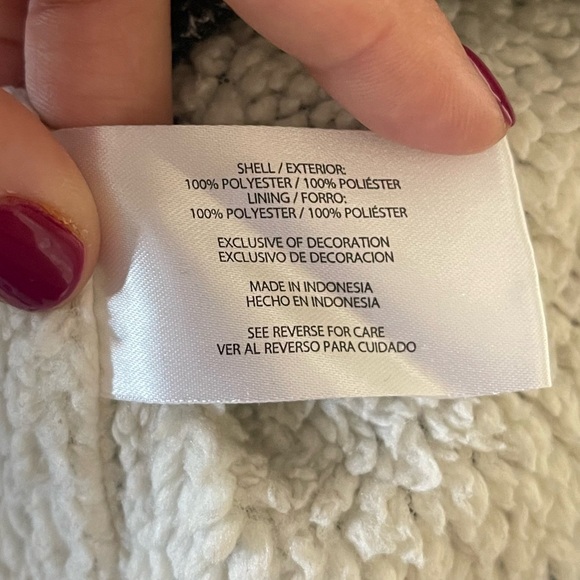 SHELL / EXTERIOR:
100% POLYESTER / 100% POLIÉSTER
LINING / FORRO:
100% POLYESTER / 100% POLIÉSTER
EXCLUSIVE OF DECORATION
EXCLUSIVO DE DECORACION
MADE IN INDONESIA
HECHO EN INDONESIA
SEE REVERSE FOR CARE
VER AL REVERSO PARA CUIDADO